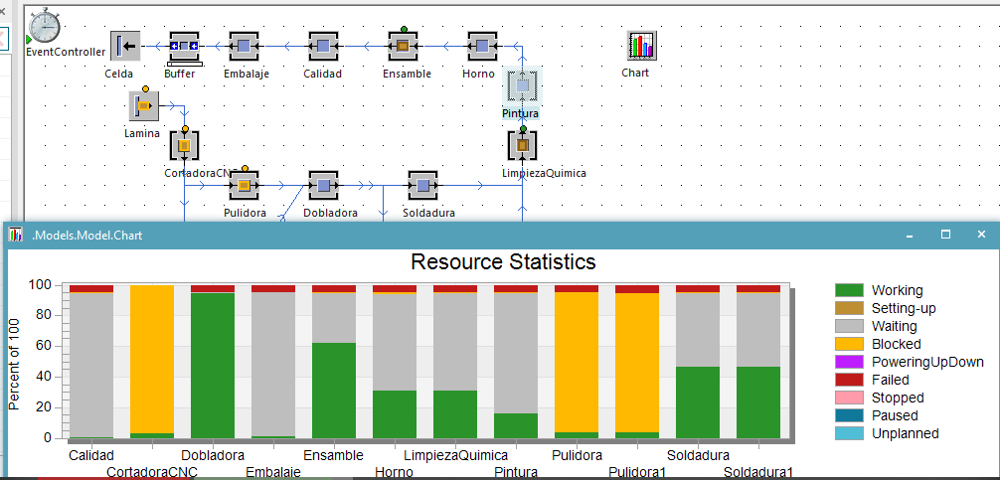 EventController
Celda
Buffer
Embalaje
Calidad
Ensamble
Horno
Chart
Pintura
Lamina
CortadoraCNC
LimpiezaQuimica
Pulidora
Dobladora
Soldadura
.Models.Model.Chart
Resource Statistics
Percent of 100
100
80
60
40
20
0
Calidad
CortadoraCNC
Dobladora
Embalaje
Ensamble
Horno
LimpiezaQuimica
Pintura
Pulidora
Pulidora1
Soldadura
Soldadura1
Working
Setting-up
Waiting
Blocked
PoweringUpDown
Failed
Stopped
Paused
Unplanned